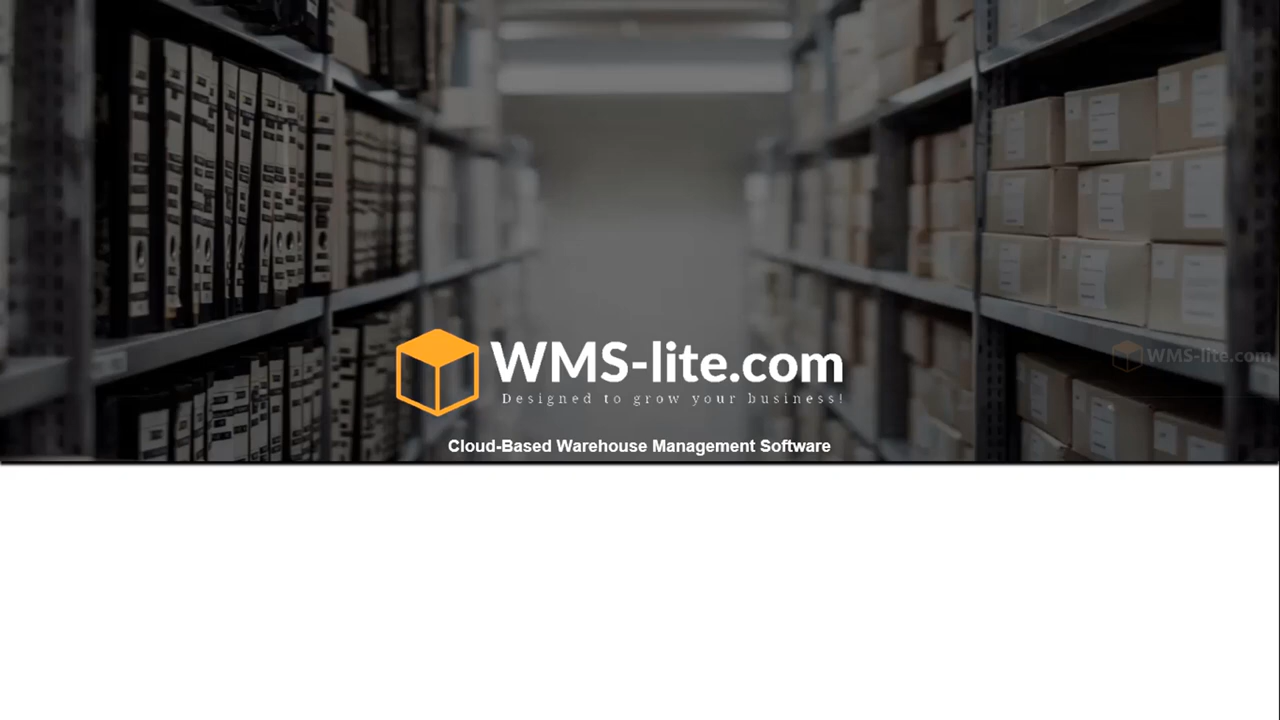 WMS-lite.com
Designed to grow your business!
WMS-lite.com
Cloud-Based Warehouse Management Software